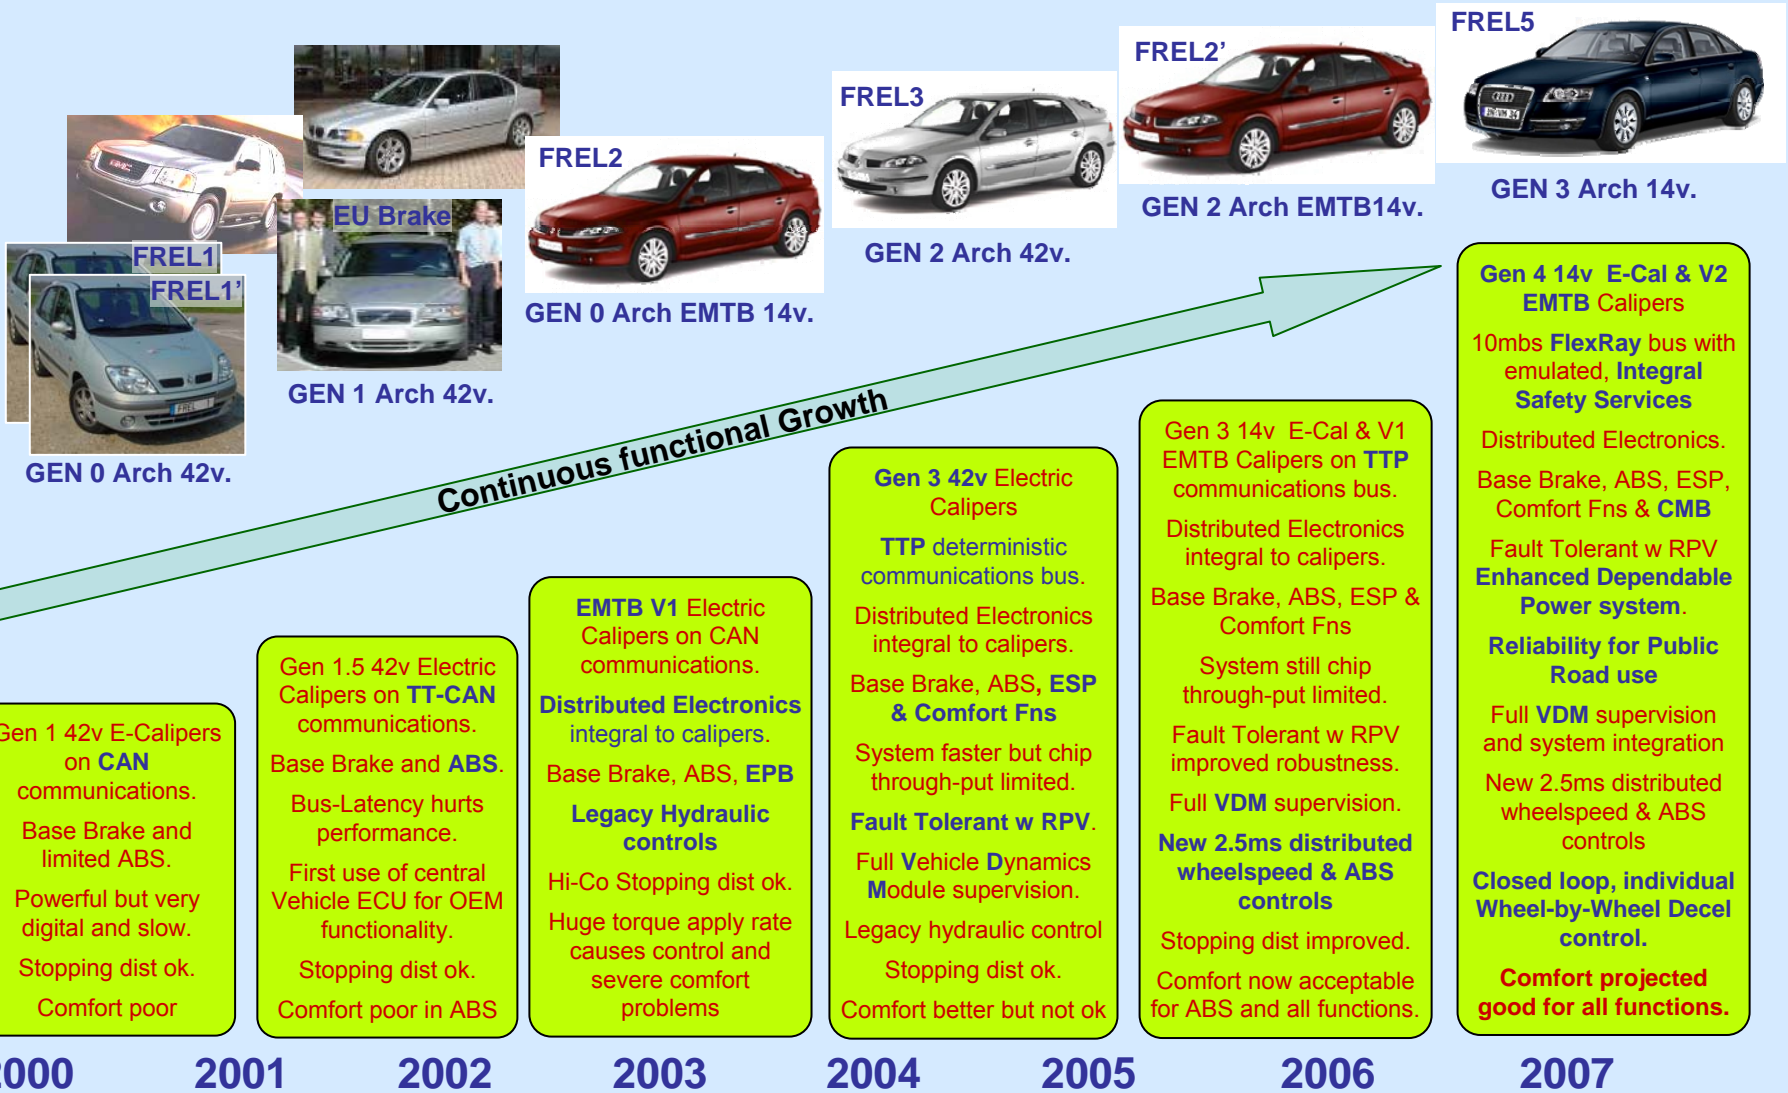 FREL5
FREL2’
FREL3
FREL2
EU Brake
FREL1
FREL1’
GEN 3 Arch 14v.
GEN 2 Arch EMTB14v.
GEN 2 Arch 42v.
GEN 0 Arch EMTB 14v.
GEN 1 Arch 42v.
GEN 0 Arch 42v.
GMC
FREL 1
Continuous functional Growth
Gen 1 42v E-Calipers
on CAN
communications.
Base Brake and
limited ABS.
Powerful but very
digital and slow.
Stopping dist ok.
Comfort poor
Gen 1.5 42v Electric
Calipers on TT-CAN
communications.
Base Brake and ABS.
Bus-Latency hurts
performance.
First use of central
Vehicle ECU for OEM
functionality.
Stopping dist ok.
Comfort poor in ABS
EMTB V1 Electric
Calipers on CAN
communications.
Distributed Electronics
integral to calipers.
Base Brake, ABS, EPB
Legacy Hydraulic
controls
Hi-Co Stopping dist ok.
Huge torque apply rate
causes control and
severe comfort
problems
Gen 3 42v Electric
Calipers
TTP deterministic
communications bus.
Distributed Electronics
integral to calipers.
Base Brake, ABS, ESP
& Comfort Fns
System faster but chip
through-put limited.
Fault Tolerant w RPV.
Full Vehicle Dynamics
Module supervision.
Legacy hydraulic control
Stopping dist ok.
Comfort better but not ok
Gen 3 14v E-Cal & V1
EMTB Calipers on TTP
communications bus.
Distributed Electronics
integral to calipers.
Base Brake, ABS, ESP &
Comfort Fns
System still chip
through-put limited.
Fault Tolerant w RPV
improved robustness.
Full VDM supervision.
New 2.5ms distributed
wheelspeed & ABS
controls
Stopping dist improved.
Comfort now acceptable
for ABS and all functions.
Gen 4 14v E-Cal & V2
EMTB Calipers
10mbs FlexRay bus with
emulated, Integral
Safety Services
Distributed Electronics.
Base Brake, ABS, ESP,
Comfort Fns & CMB
Fault Tolerant w RPV
Enhanced Dependable
Power system.
Reliability for Public
Road use
Full VDM supervision
and system integration
New 2.5ms distributed
wheelspeed & ABS
controls
Closed loop, individual
Wheel-by-Wheel Decel
control.
Comfort projected
good for all functions.
2000 2001 2002 2003 2004 2005 2006 2007